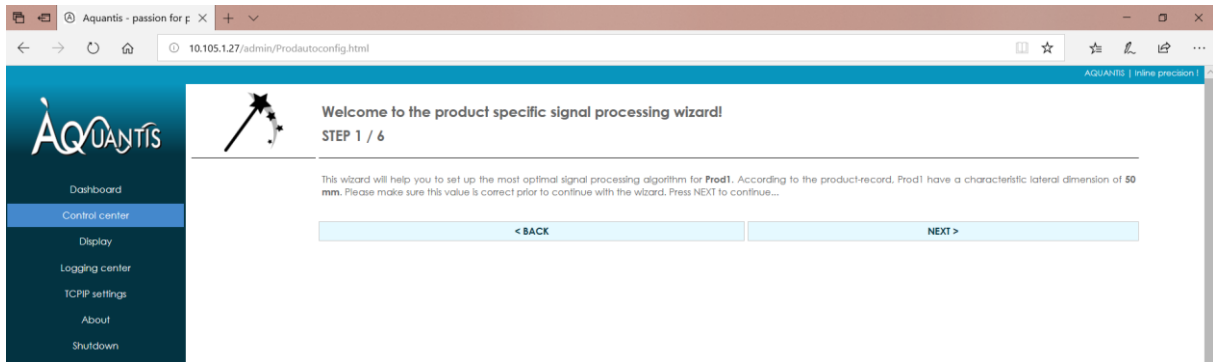 Aquantis - passion for p
10.105.1.27/admin/Prodautoconfig.html
AQUANTIS | Inline precision !
AQUANTIS
Welcome to the product specific signal processing wizard!
STEP 1 / 6
This wizard will help you to set up the most optimal signal processing algorithm for Prod1. According to the product-record, Prod1 have a characteristic lateral dimension of 50
mm. Please make sure this value is correct prior to continue with the wizard. Press NEXT to continue...
< BACK
NEXT >
Dashboard
Control center
Display
Logging center
TCPIP settings
About
Shutdown